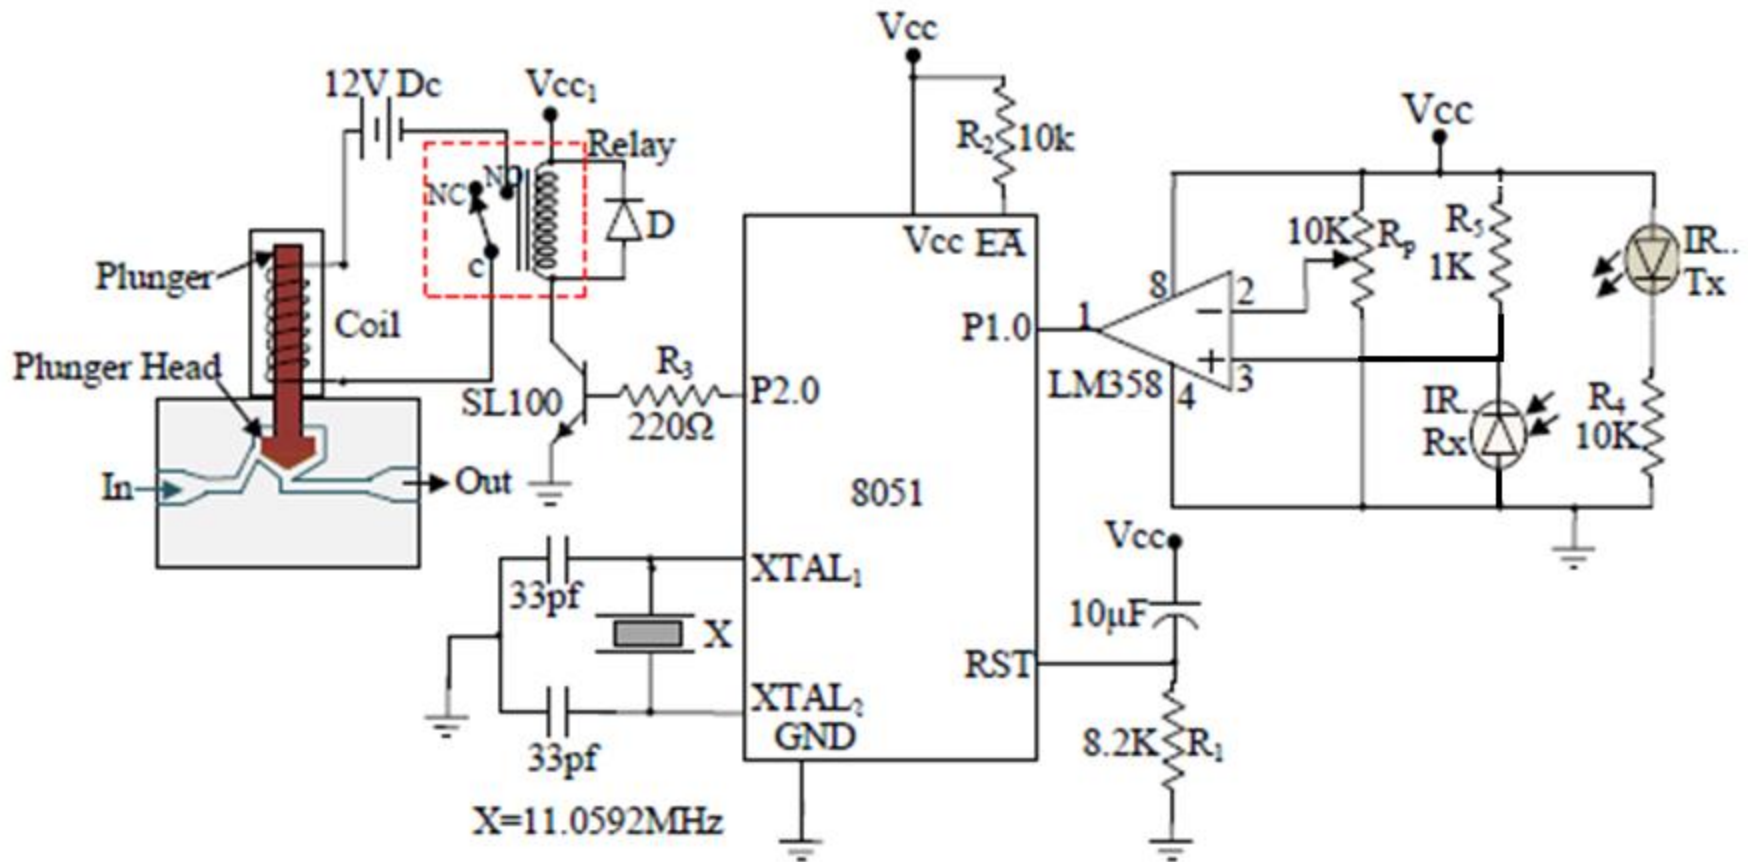 Vcc
12V Dc
Vcc₁
Relay
R₂
10k
Vcc
NC
NO
D
c
Vcc
EA
10K
Rₚ
R₅
1K
IR..
Tx
Plunger
Coil
8
2
P1.0
1
LM358
4
3
Plunger Head
SL100
R₃
220Ω
P2.0
IR..
Rx
R₄
10K
In
Out
8051
Vcc
33pf
XTAL₁
X
10µF
RST
XTAL₂
GND
33pf
8.2K
R₁
X=11.0592MHz